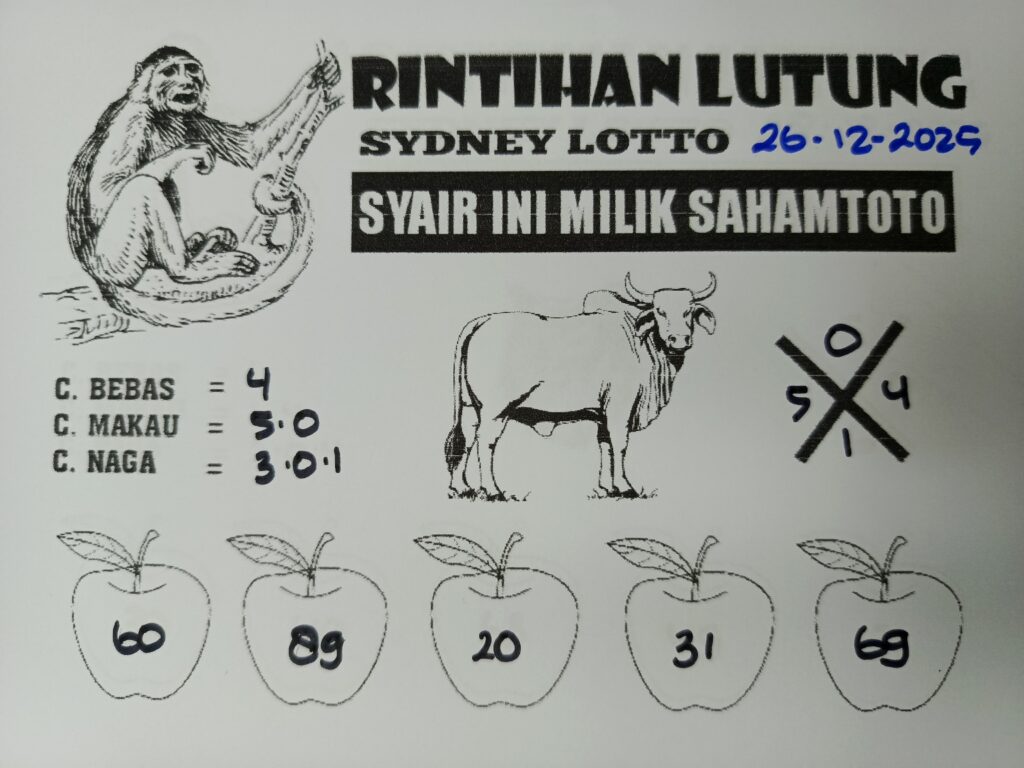 RINTIHAN LUTUNG
SYDNEY LOTTO 26-12-2025
SYAIR INI MILIK SAHAMTOTO
C. BEBAS = 4
C. MAKAU = 5.0
C. NAGA = 3.0.1
0
5 4
1
60 89 20 31 69